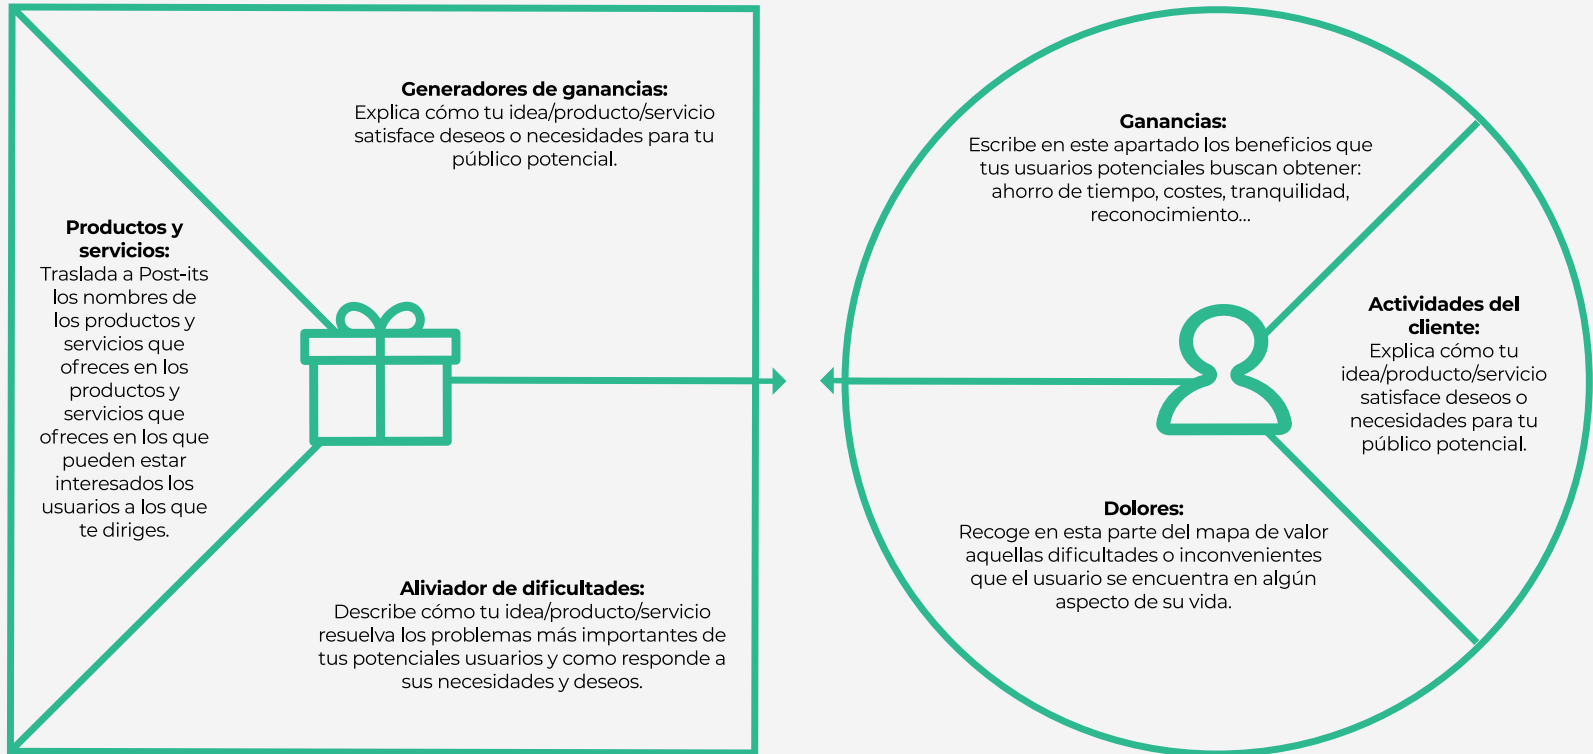 Generadores de ganancias:
Explica cómo tu idea/producto/servicio
satisface deseos o necesidades para tu
público potencial.
Productos y
servicios:
Traslada a Post-its
los nombres de
los productos y
servicios que
ofreces en los
productos y
servicios que
ofreces en los que
pueden estar
interesados los
usuarios a los que
te diriges.
Aliviador de dificultades:
Describe cómo tu idea/producto/servicio
resuelva los problemas más importantes de
tus potenciales usuarios y como responde a
sus necesidades y deseos.
Ganancias:
Escribe en este apartado los beneficios que
tus usuarios potenciales buscan obtener:
ahorro de tiempo, costes, tranquilidad,
reconocimiento...
Actividades del
cliente:
Explica cómo tu
idea/producto/servicio
satisface deseos o
necesidades para tu
público potencial.
Dolores:
Recoge en esta parte del mapa de valor
aquellas dificultades o inconvenientes
que el usuario se encuentra en algún
aspecto de su vida.